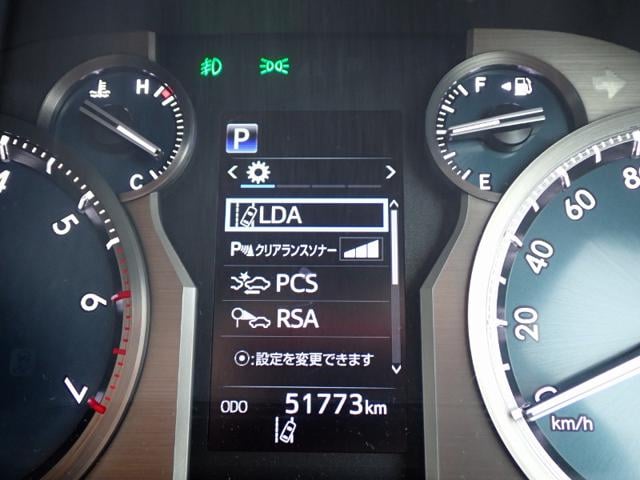 H
C
F
E
P
LDA
P クリアランスソナー
PCS
RSA
:設定を変更できます
ODO 51773km
4
5
6
7
0
20
40
60
80
km/h